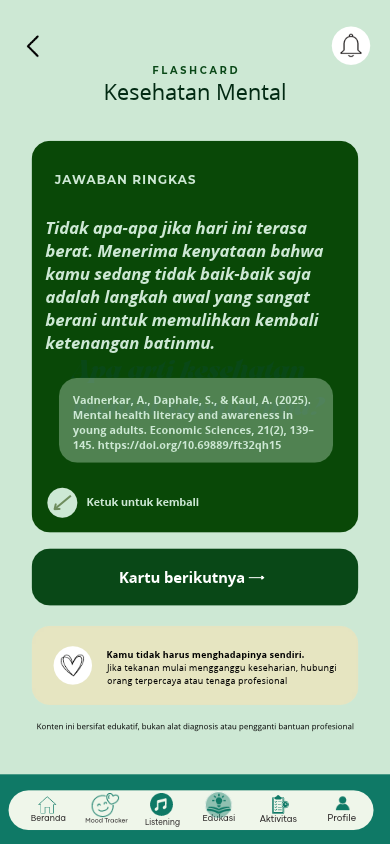 FLASHCARD
Kesehatan Mental
JAWABAN RINGKAS
Tidak apa-apa jika hari ini terasa
berat. Menerima kenyataan bahwa
kamu sedang tidak baik-baik saja
adalah langkah awal yang sangat
berani untuk memulihkan kembali
ketenangan batinmu.
Vadnerkar, A., Daphale, S., & Kaul, A. (2025).
Mental health literacy and awareness in
young adults. Economic Sciences, 21(2), 139–
145. https://doi.org/10.69889/ft32qh15
Ketuk untuk kembali
Kartu berikutnya →
Kamu tidak harus menghadapinya sendiri.
Jika tekanan mulai mengganggu keseharian, hubungi
orang terpercaya atau tenaga profesional
Konten ini bersifat edukatif, bukan alat diagnosis atau pengganti bantuan profesional
Beranda
Mood Tracker
Listening
Edukasi
Aktivitas
Profile